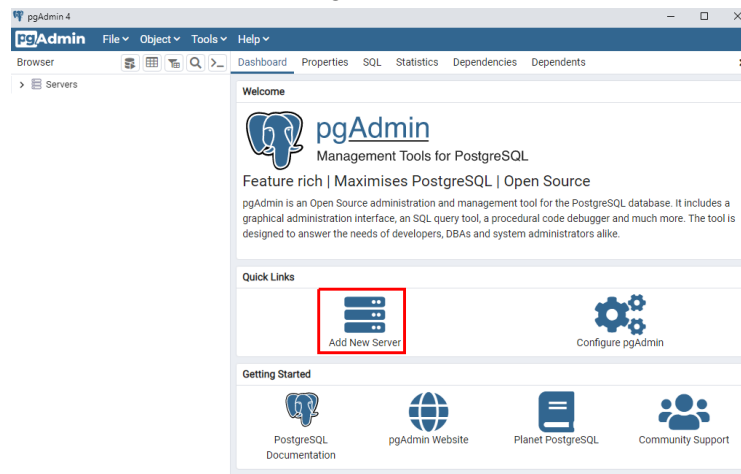 pgAdmin 4
pgAdmin File Object Tools Help
Browser Dashboard Properties SQL Statistics Dependencies Dependents
Servers
Welcome
pgAdmin
Management Tools for PostgreSQL
Feature rich | Maximises PostgreSQL | Open Source
pgAdmin is an Open Source administration and management tool for the PostgreSQL database. It includes a
graphical administration interface, an SQL query tool, a procedural code debugger and much more. The tool is
designed to answer the needs of developers, DBAs and system administrators alike.
Quick Links
Add New Server Configure pgAdmin
Getting Started
PostgreSQL
Documentation
pgAdmin Website
Planet PostgreSQL
Community Support